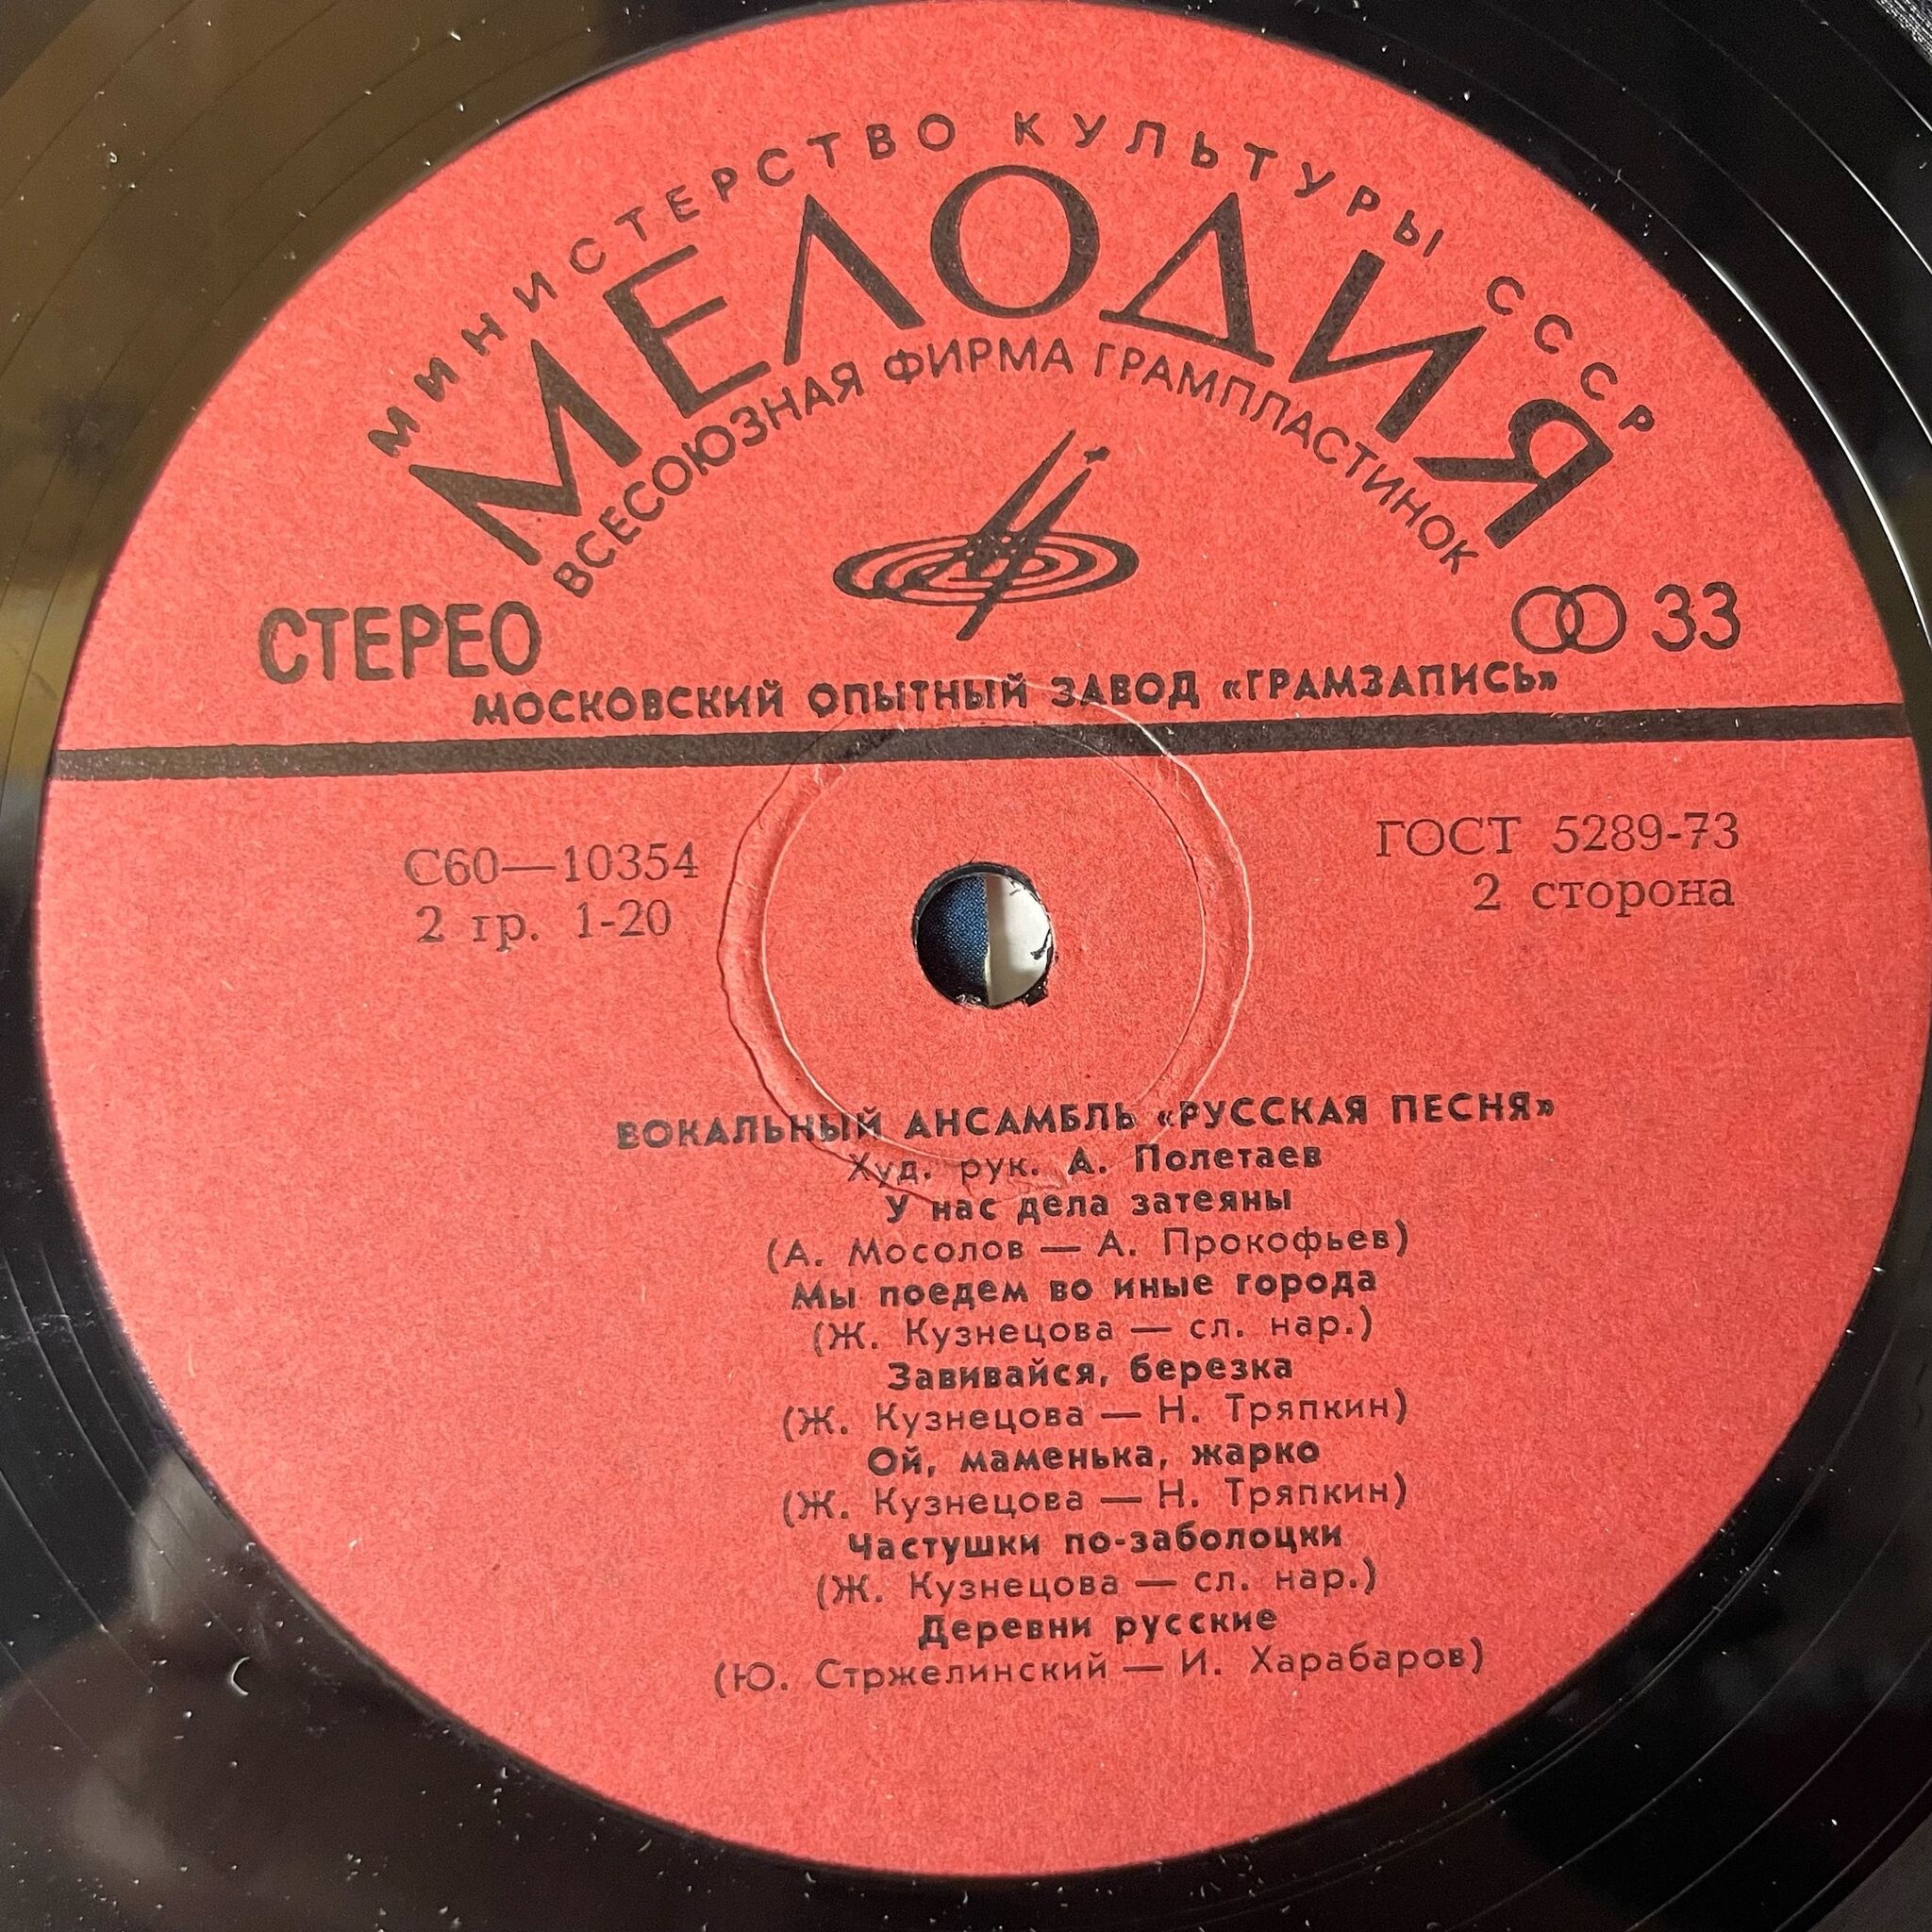 МИНИСТЕРСТВО КУЛЬТУРЫ СССР
МЕЛОДИЯ
ВСЕСОЮЗНАЯ ФИРМА ГРАМПЛАСТИНОК
СТЕРЕО
33
МОСКОВСКИЙ ОПЫТНЫЙ ЗАВОД «ГРАМЗАПИСЬ»
С60—10354
ГОСТ 5289-73
2 гр. 1-20
2 сторона
ВОКАЛЬНЫЙ АНСАМБЛЬ «РУССКАЯ ПЕСНЯ»
Худ. рук. А. Полетаев
У нас дела затеяны
(А. Мосолов — А. Прокофьев)
Мы поедем во иные города
(Ж. Кузнецова — сл. нар.)
Завивайся, березка
(Ж. Кузнецова — Н. Тряпкин)
Ой, маменька, жарко
(Ж. Кузнецова — Н. Тряпкин)
Частушки по-заболоцки
(Ж. Кузнецова — сл. нар.)
Деревни русские
(Ю. Стржелинский — И. Харабаров)